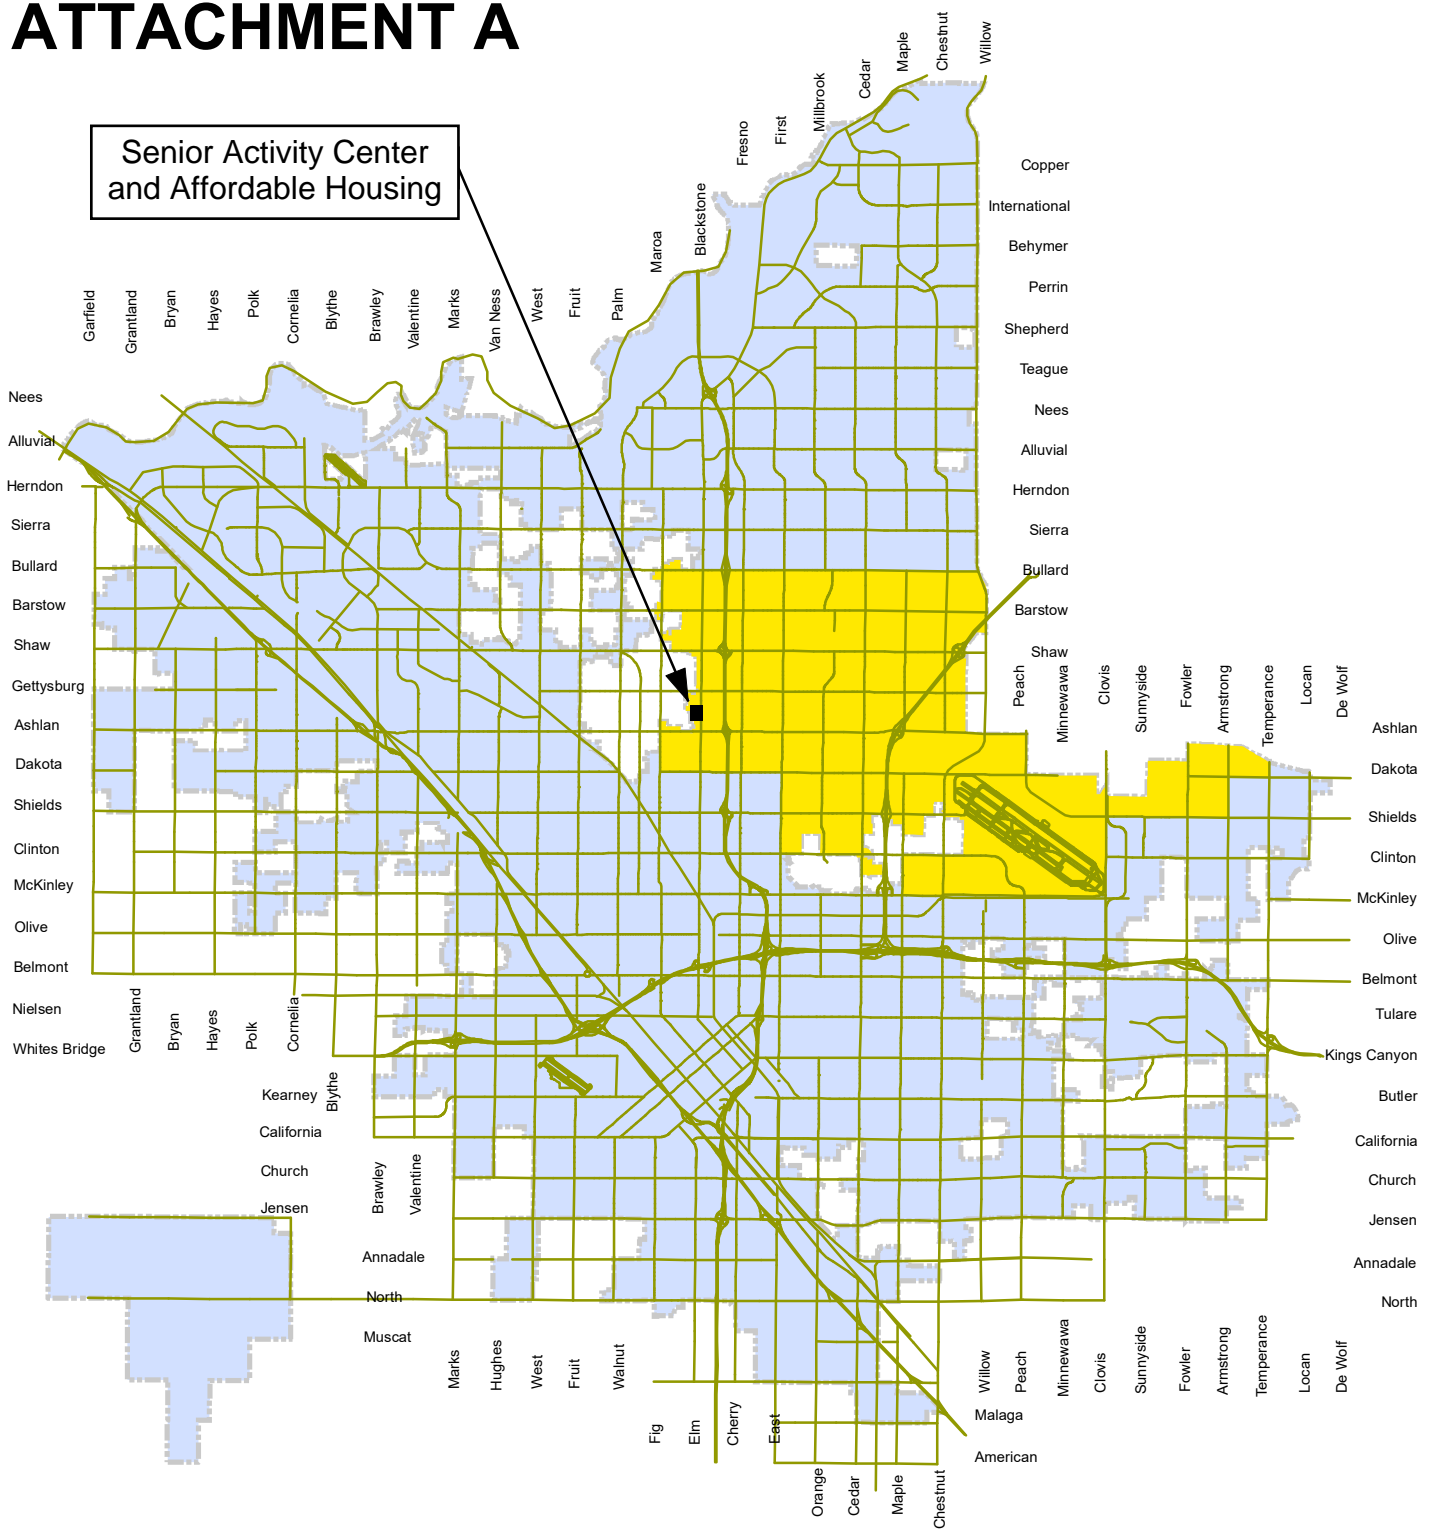 ATTACHMENT A
Senior Activity Center
and Affordable Housing
Garfield
Grantland
Bryan
Hayes
Polk
Cornelia
Blythe
Brawley
Valentine
Marks
Van Ness
West
Fruit
Palm
Maroa
Blackstone
Fresno
First
Millbrook
Cedar
Maple
Chestnut
Willow
Copper
International
Behymer
Perrin
Shepherd
Teague
Nees
Alluvial
Herndon
Sierra
Bullard
Barstow
Shaw
Nees
Alluvial
Herndon
Sierra
Bullard
Barstow
Shaw
Gettysburg
Ashlan
Dakota
Shields
Clinton
McKinley
Olive
Belmont
Nielsen
Whites Bridge
Peach
Minnewawa
Clovis
Sunnyside
Fowler
Armstrong
Temperance
Locan
De Wolf
Ashlan
Dakota
Shields
Clinton
McKinley
Olive
Belmont
Tulare
Kings Canyon
Butler
California
Church
Jensen
Annadale
North
Grantland
Bryan
Hayes
Polk
Cornelia
Blythe
Kearney
California
Church
Jensen
Brawley
Valentine
Annadale
North
Muscat
Marks
Hughes
West
Fruit
Walnut
Fig
Elm
Cherry
East
Orange
Cedar
Maple
Chestnut
Willow
Peach
Minnewawa
Clovis
Sunnyside
Fowler
Armstrong
Temperance
Locan
De Wolf
Malaga
American